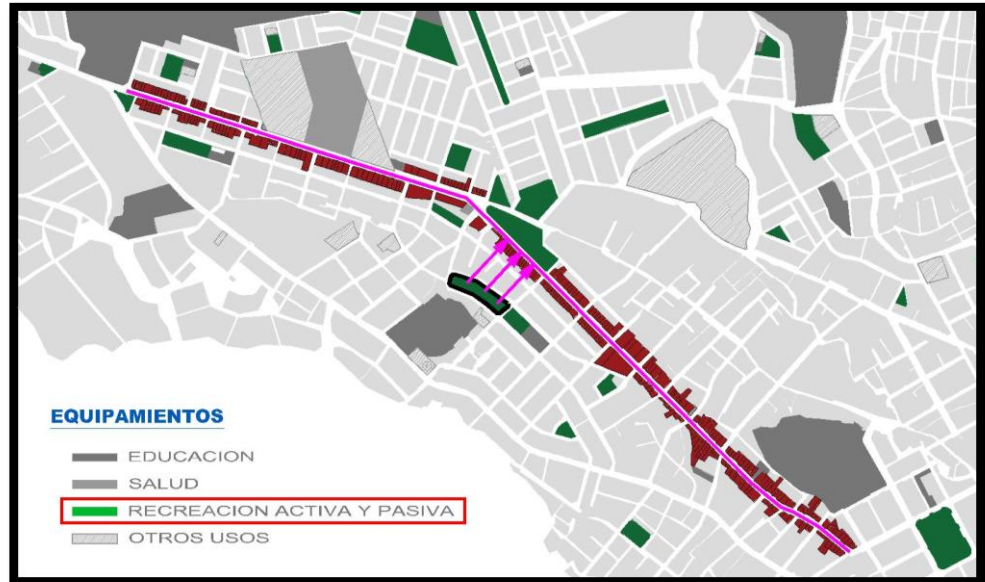 EQUIPAMIENTOS
EDUCACION
SALUD
RECREACION ACTIVA Y PASIVA
OTROS USOS